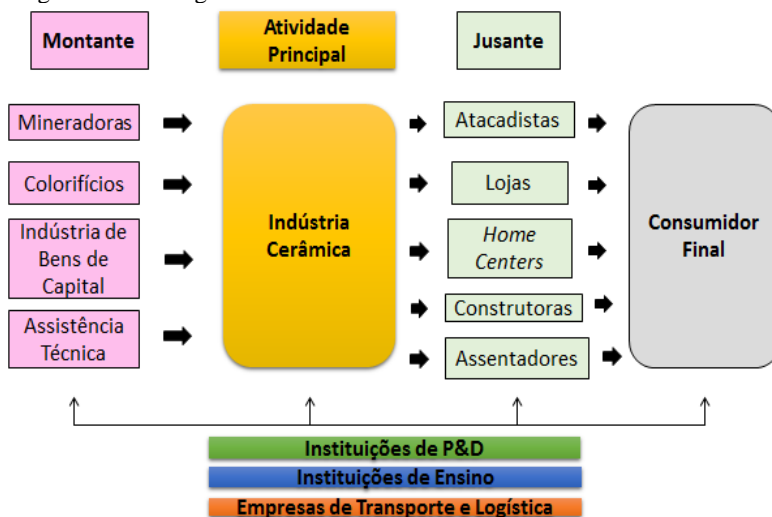 Montante
Atividade
Principal
Jusante
Mineradoras
Colorifícios
Indústria de
Bens de
Capital
Assistência
Técnica
Indústria
Cerâmica
Atacadistas
Lojas
Home
Centers
Construtoras
Assentadores
Consumidor
Final
Instituições de P&D
Instituições de Ensino
Empresas de Transporte e Logística